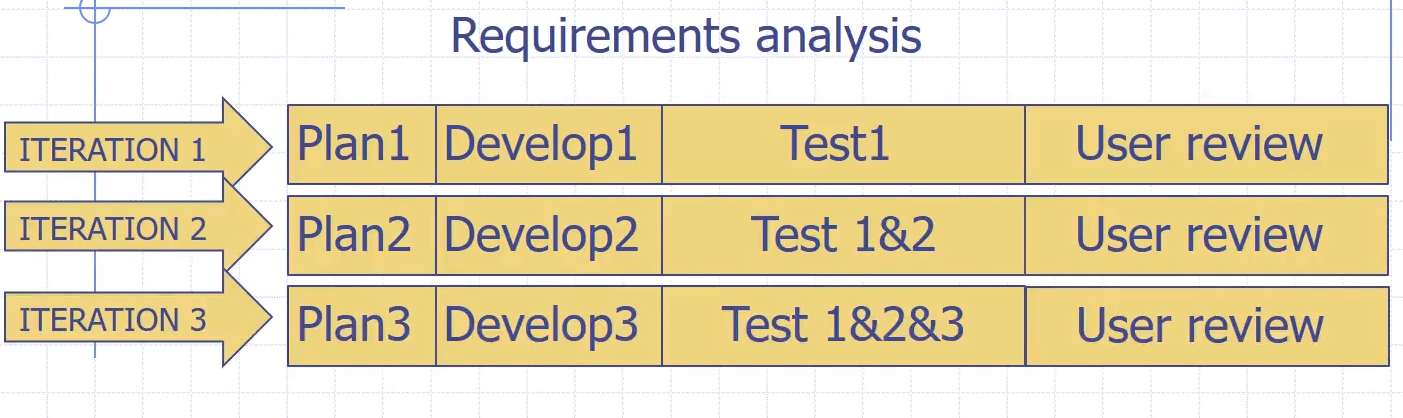 Requirements analysis
ITERATION 1 Plan1 Develop1 Test1 User review
ITERATION 2 Plan2 Develop2 Test 1&2 User review
ITERATION 3 Plan3 Develop3 Test 1&2&3 User review